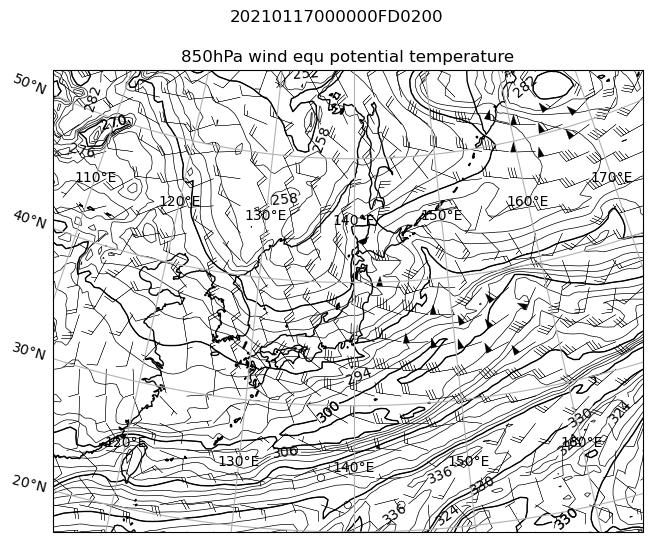 20210117000000FD0200
850hPa wind equ potential temperature
50°N
252
282
282
270
258
276
110°E
170°E
120°E
258
160°E
130°E
150°E
140°E
40°N
30°N
294
300
324
330
120°E
180°E
306
130°E
150°E
140°E
336
20°N
330
336
324
330